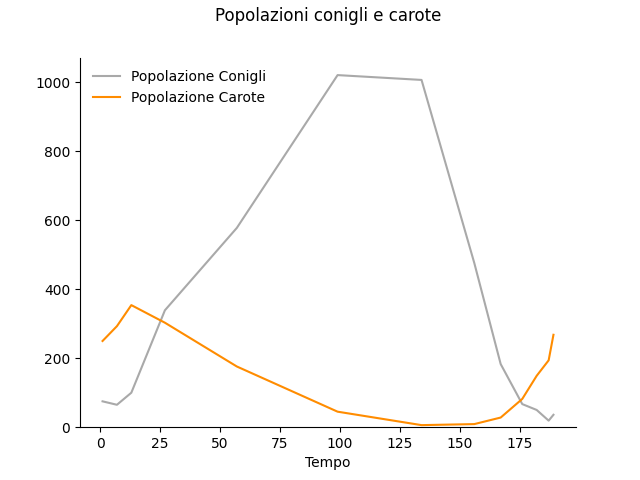 Popolazioni conigli e carote
Popolazione Conigli
Popolazione Carote
1000
800
600
400
200
0
0 25 50 75 100 125 150 175
Tempo